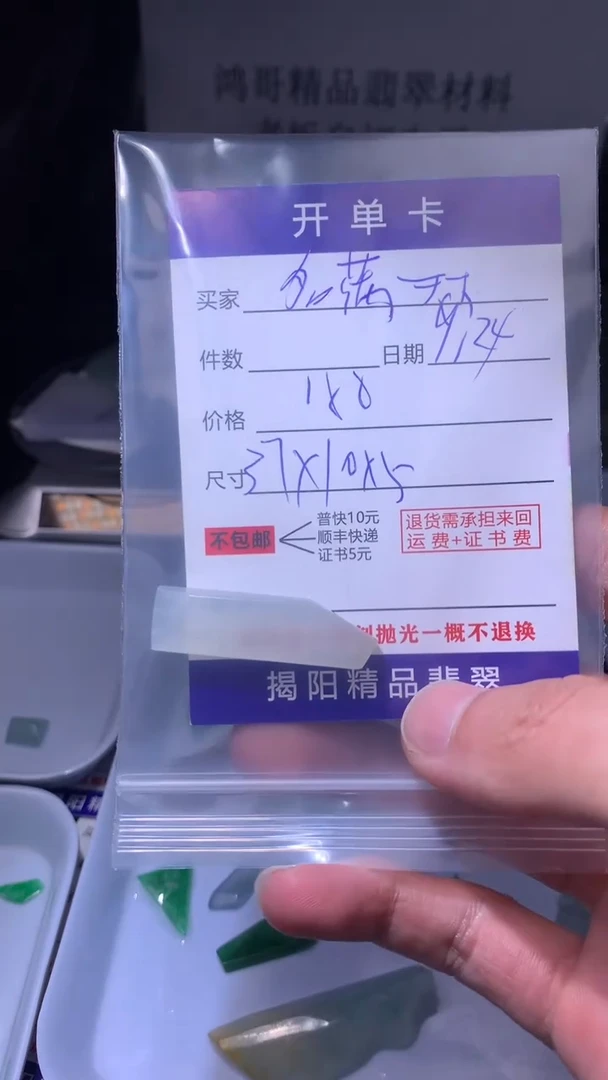 鸿哥精品翡翠材料
开单卡
买家
件数 日期 9.24
价格 188
尺寸 37X10X5
不包邮
普快10元
顺丰快递
证书5元
退货需承担来回
运费+证书费
抛光一概不退换
揭阳精品翡翠